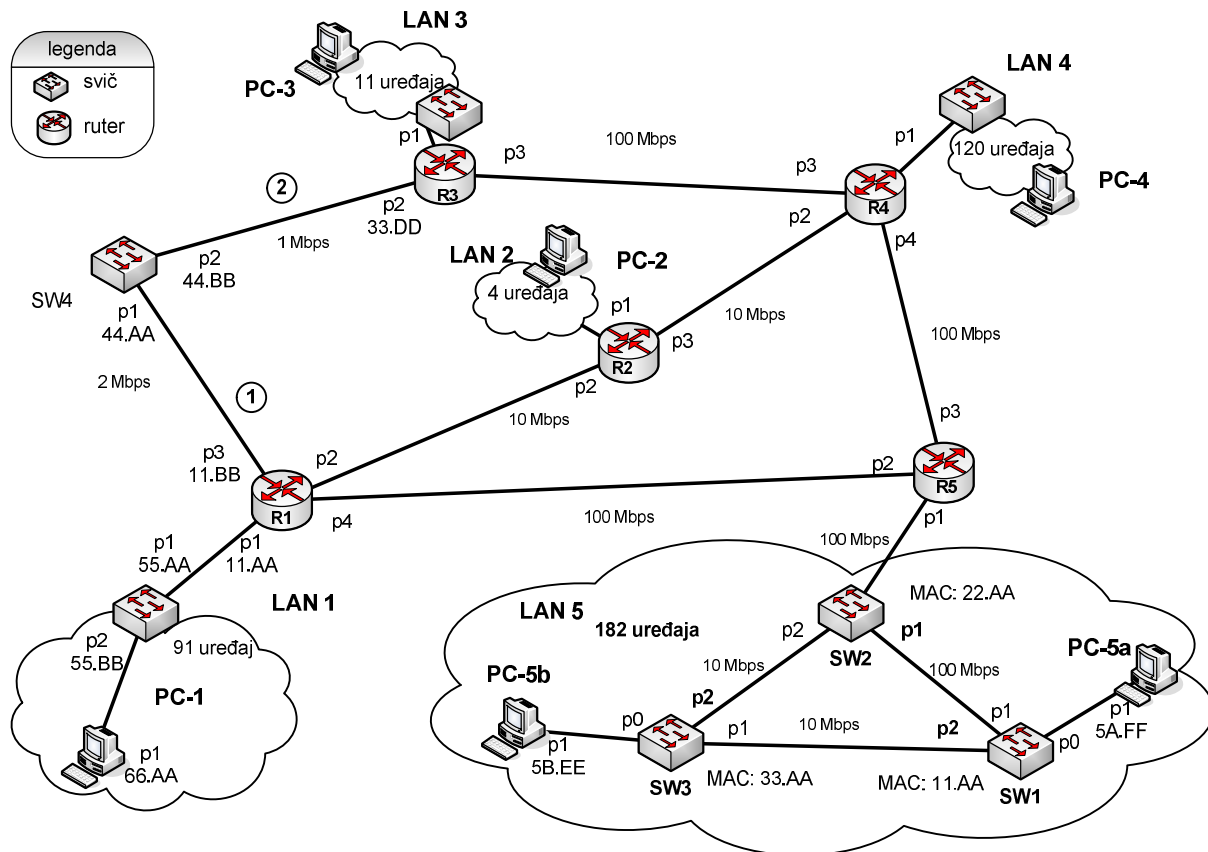 legenda
svič
ruter
LAN 3
PC-3
11 uređaja
p1
R3
p3
100 Mbps
p3
p2
33.DD
2
1 Mbps
SW4
p2
44.BB
p1
44.AA
LAN 4
p1
120 uređaja
PC-4
R4
p2
p4
LAN 2
PC-2
4 uređaja
p1
R2
p3
p2
10 Mbps
100 Mbps
2 Mbps
1
10 Mbps
p3
11.BB
p2
R1
p4
100 Mbps
p3
p2
R5
p1
100 Mbps
p1
55.AA
p1
11.AA
LAN 1
p2
55.BB
91 uređaj
PC-1
p1
66.AA
LAN 5
182 uređaja
MAC: 22.AA
p2
p1
SW2
10 Mbps
100 Mbps
PC-5a
PC-5b
p2
p0
p1
5B.EE
p1
10 Mbps
p2
p1
p0
p1
5A.FF
SW3
MAC: 33.AA
MAC: 11.AA
SW1